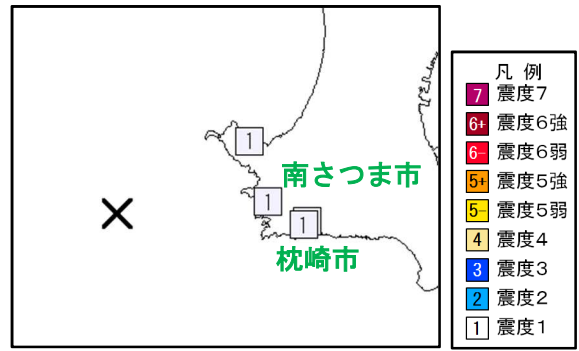 1
南さつま市
1
1
枕崎市
凡 例
7 震度７
6+ 震度６強
6- 震度６弱
5+ 震度５強
5- 震度５弱
4 震度４
3 震度３
2 震度２
1 震度１